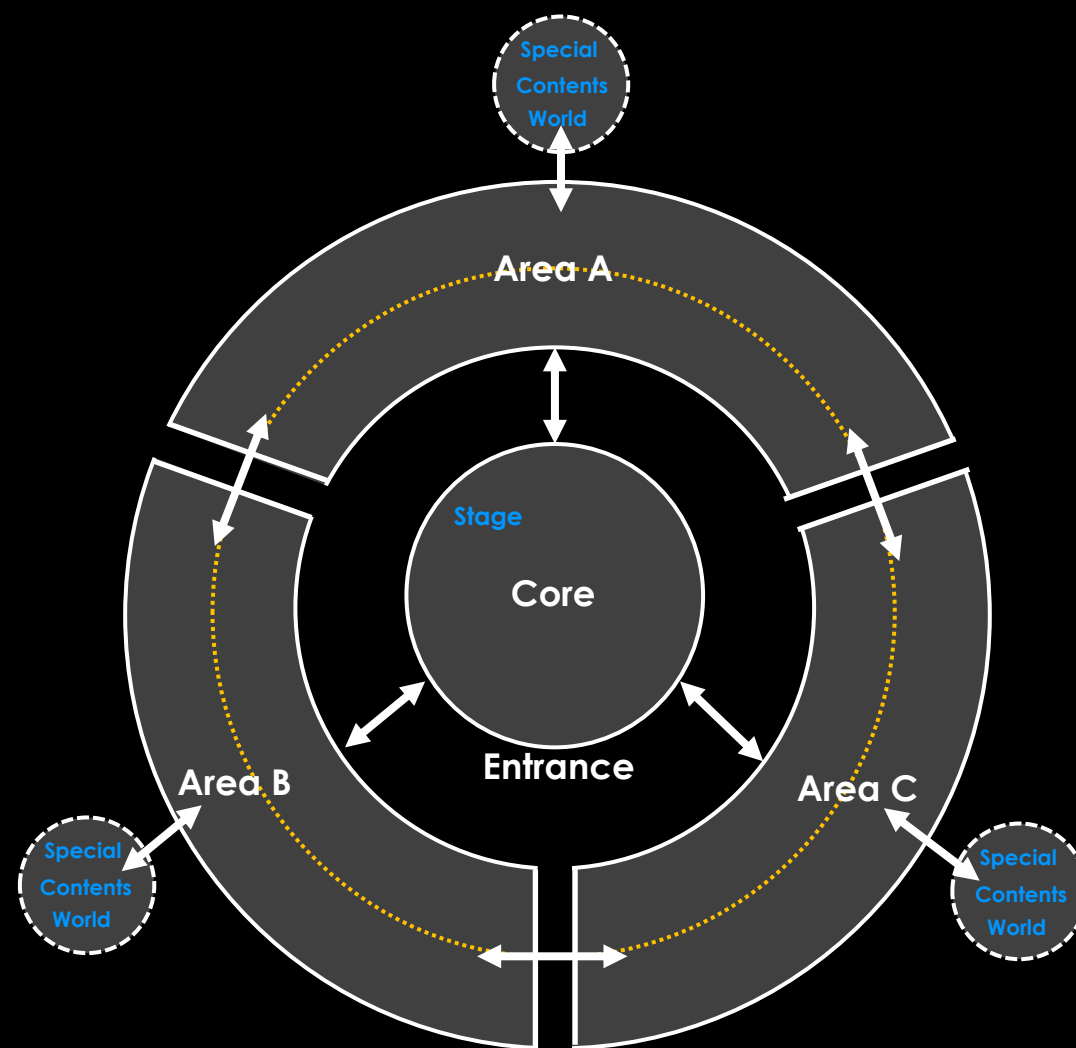 Special
Contents
World
Area A
Stage
Core
Entrance
Area B
Area C
Special
Contents
World
Special
Contents
World